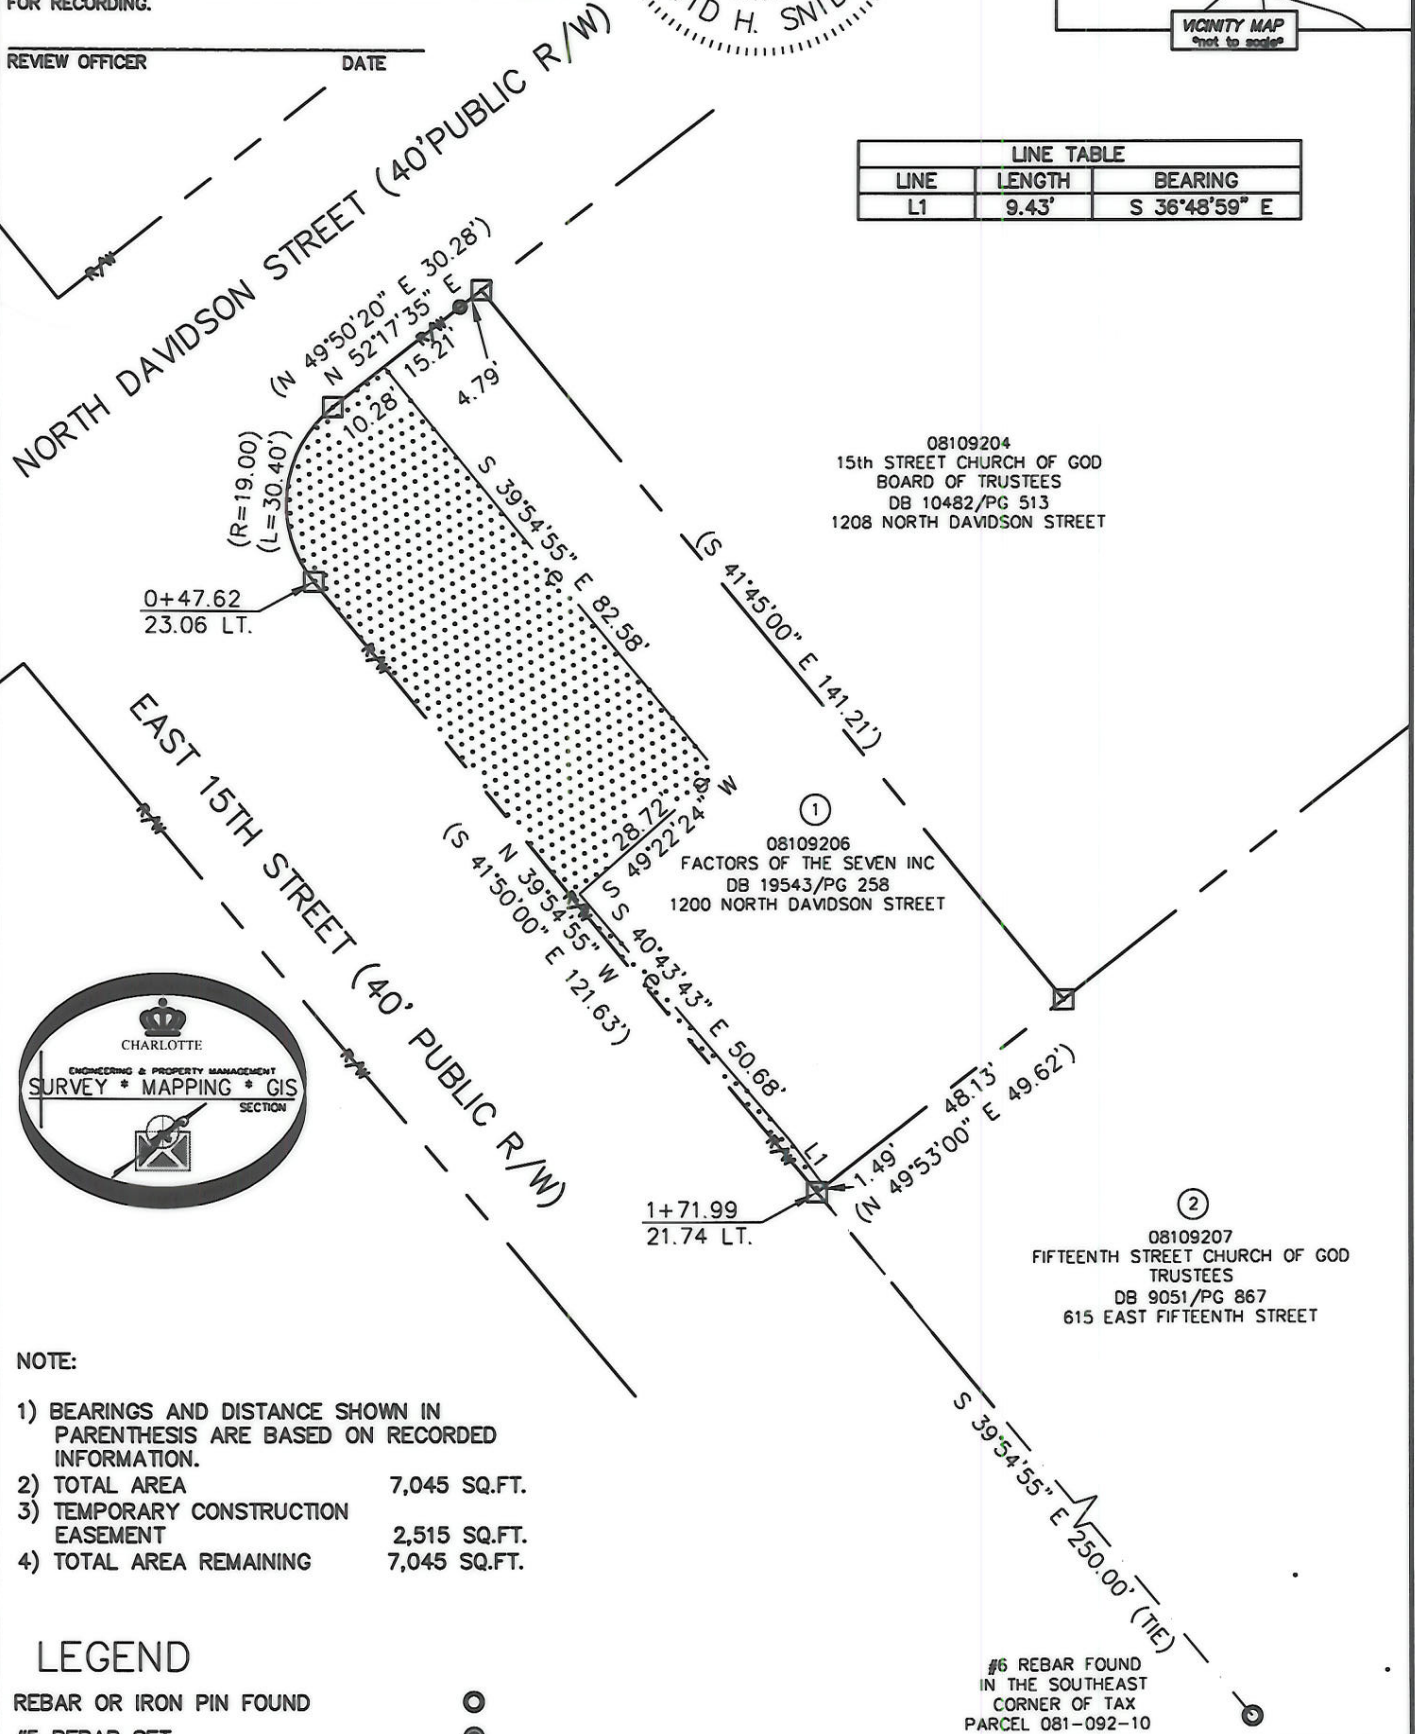 FOR RECORDING.
REVIEW OFFICER DATE
H. SNI
VICINITY MAP
*not to scale*
NORTH DAVIDSON STREET (40'PUBLIC R/W)
R/W
LINE TABLE
LINE LENGTH BEARING
L1 9.43' S 36°48'59" E
(N 49°50'20" E 30.28')
N 52°17'35" E
R/W
15.21'
4.79'
10.28'
(R=19.00)
(L=30.40')
S 39°54'55" E 82.58'
e
0+47.62
23.06 LT.
R/W
08109204
15th STREET CHURCH OF GOD
BOARD OF TRUSTEES
DB 10482/PG 513
1208 NORTH DAVIDSON STREET
(S 41°45'00" E 141.21')
EAST 15TH STREET (40' PUBLIC R/W)
R/W
R/W
28.72'
S 49°22'24" W
e
1
08109206
FACTORS OF THE SEVEN INC
DB 19543/PG 258
1200 NORTH DAVIDSON STREET
N 39°54'55" W
(S 41°50'00" E 121.63')
R/W
S 40°43'43" E 50.68'
e
R/W
L1
48.13'
1.49'
(N 49°53'00" E 49.62')
1+71.99
21.74 LT.
CHARLOTTE
ENGINEERING & PROPERTY MANAGEMENT
SURVEY * MAPPING * GIS
SECTION
2
08109207
FIFTEENTH STREET CHURCH OF GOD
TRUSTEES
DB 9051/PG 867
615 EAST FIFTEENTH STREET
NOTE:
1) BEARINGS AND DISTANCE SHOWN IN
PARENTHESIS ARE BASED ON RECORDED
INFORMATION.
2) TOTAL AREA 7,045 SQ.FT.
3) TEMPORARY CONSTRUCTION
EASEMENT 2,515 SQ.FT.
4) TOTAL AREA REMAINING 7,045 SQ.FT.
S 39°54'55" E 250.00' (TIE)
LEGEND
REBAR OR IRON PIN FOUND
#6 REBAR FOUND
IN THE SOUTHEAST
CORNER OF TAX
PARCEL 081-092-10